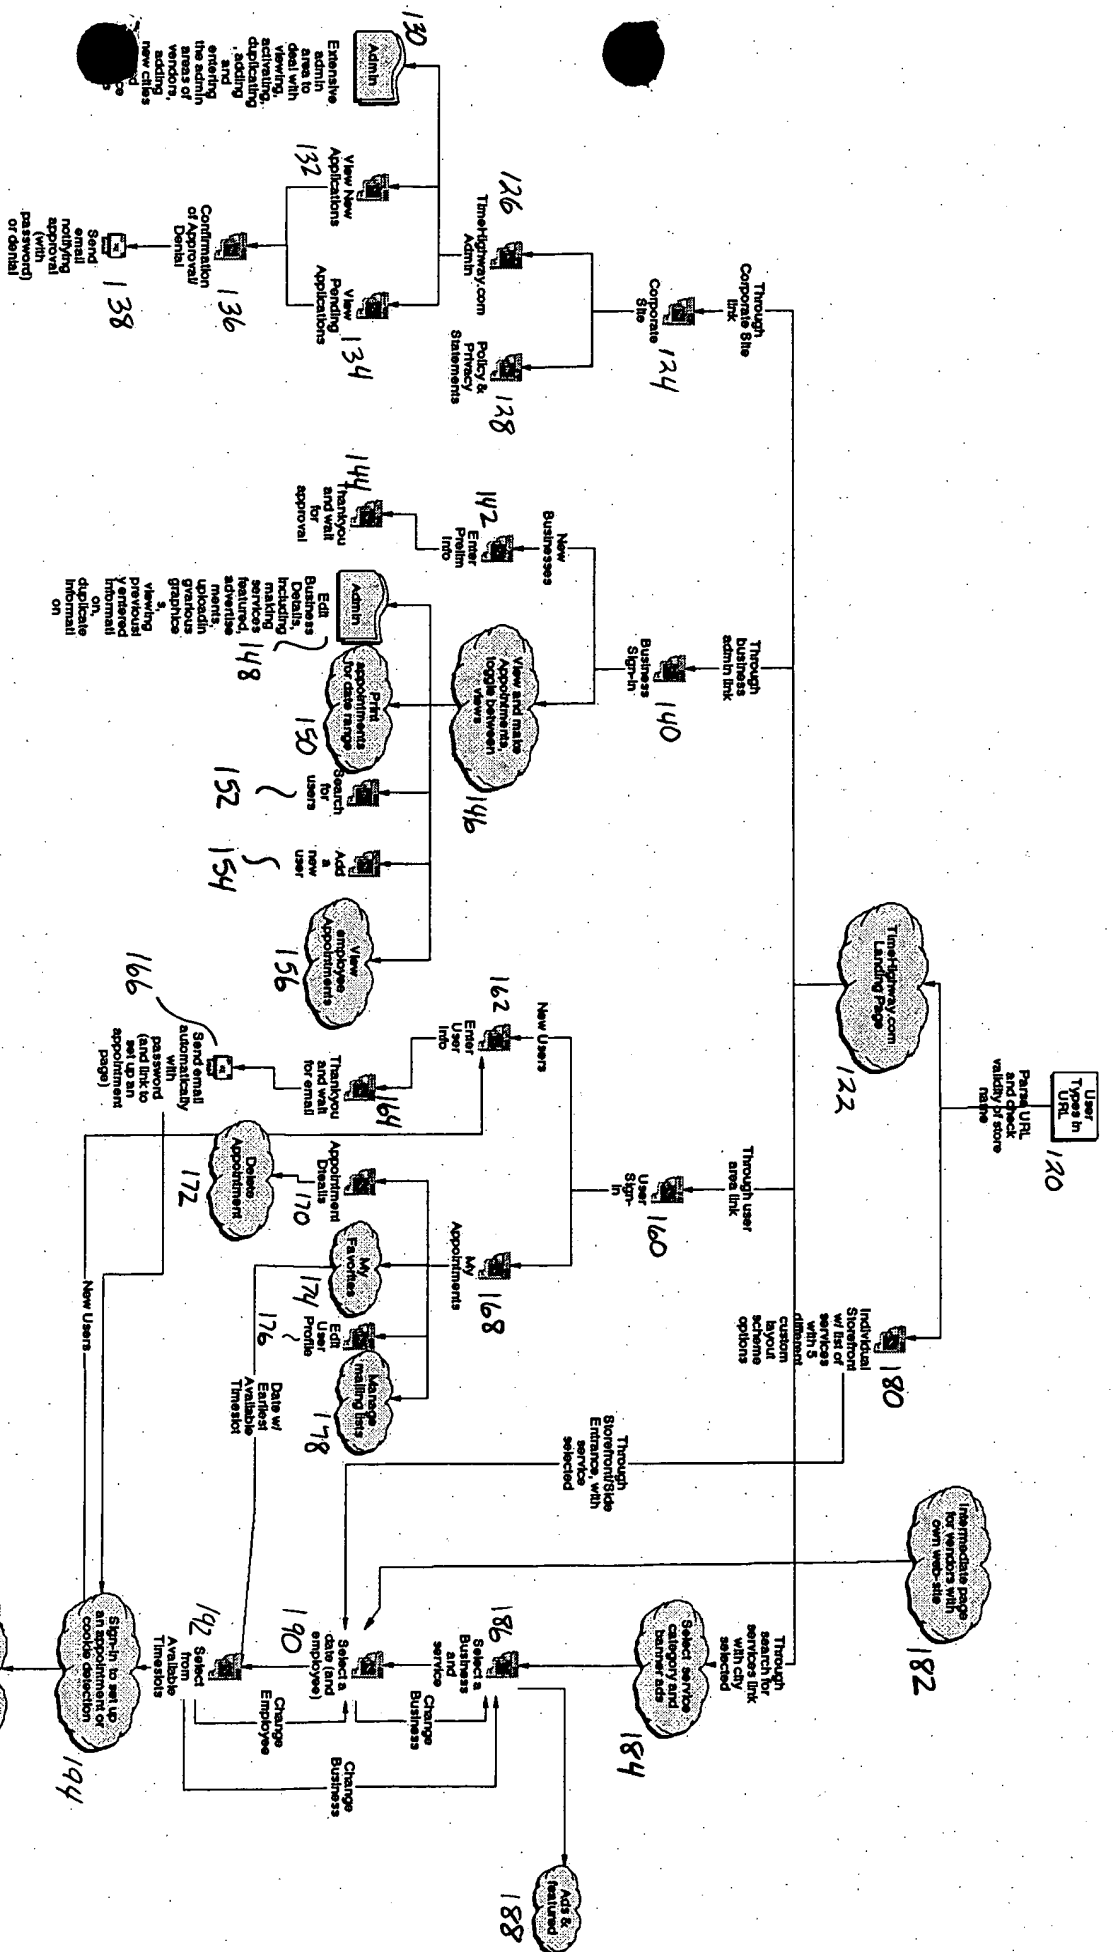 User
Types in
URL
120
Parse URL
and check
validity of store
name
TimeHighway.com
Landing Page
122
Through
Corporate Site
link
Corporate
Site
124
TimeHighway.com
Admin
126
Policy &
Privacy
Statements
128
Admin
130
Extensive
admin
area to
deal with
viewing,
activating,
duplicating
, adding
and
entering
the admin
areas of
vendors,
adding
new cities
View New
Applications
132
View
Pending
Applications
134
Confirmation
of Approval/
Denial
136
Send
email
notifying
approval
(with
password)
or denial
138
Through
business
admin link
Business
Sign-in
140
New
Businesses
142
Enter
Prelim
Info
144
Thankyou
and wait
for
approval
View and make
Appointments,
toggle between
views
146
Admin
Edit
Business
Details,
including
making
services
featured,
advertise
ments,
uploadin
gvarious
graphice
s,
viewing
previousl
y entered
informati
on,
duplicate
informati
on
148
Print
appointments
for date range
150
Search
for
users
152
Add
a
new
user
154
View
employee
Appointments
156
Through user
area link
User
Sign-
in
160
New Users
162
Enter
User
Info
Thankyou
and wait
for email
164
Send email
automatically
with
password
(and link to
set up an
appointment
page)
166
My
Appointments
168
Appointment
Dteails
170
Delete
Appointment
172
My
Favorites
174
Edit
User
Profile
176
Manage
mailing lists
178
Date w/
Earliest
Available
Timeslot
New Users
Individual
Storefront
w/ list of
services
with 5
different
custom
layout
scheme
options
180
Through
Storefront/Side
Entrance, with
service
selected
Intermediate page
for vendors with
own web-site
182
Through
search for
services link
with city
selected
Select service
category and
banner ads
184
186
Select a
Business
and
service
Ads &
featured
188
Change
Business
190
Select a
date (and
employee)
Change
Employee
Change
Business
192
Select
from
Available
Timeslots
Sign-in to set up
an appointment or
cookie detection
194